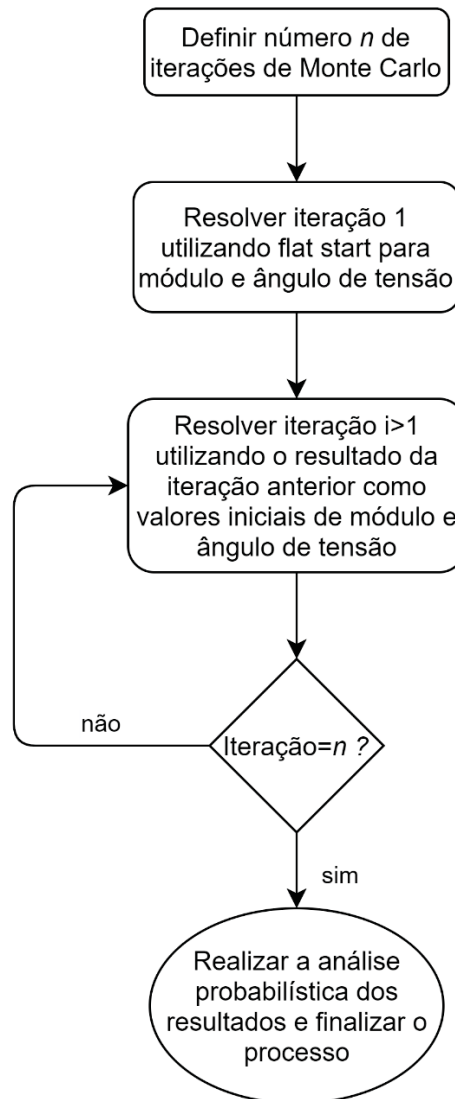 Definir número n de
iterações de Monte Carlo
Resolver iteração 1
utilizando flat start para
módulo e ângulo de tensão
Resolver iteração i>1
utilizando o resultado da
iteração anterior como
valores iniciais de módulo e
ângulo de tensão
não
Iteração=n ?
sim
Realizar a análise
probabilística dos
resultados e finalizar o
processo